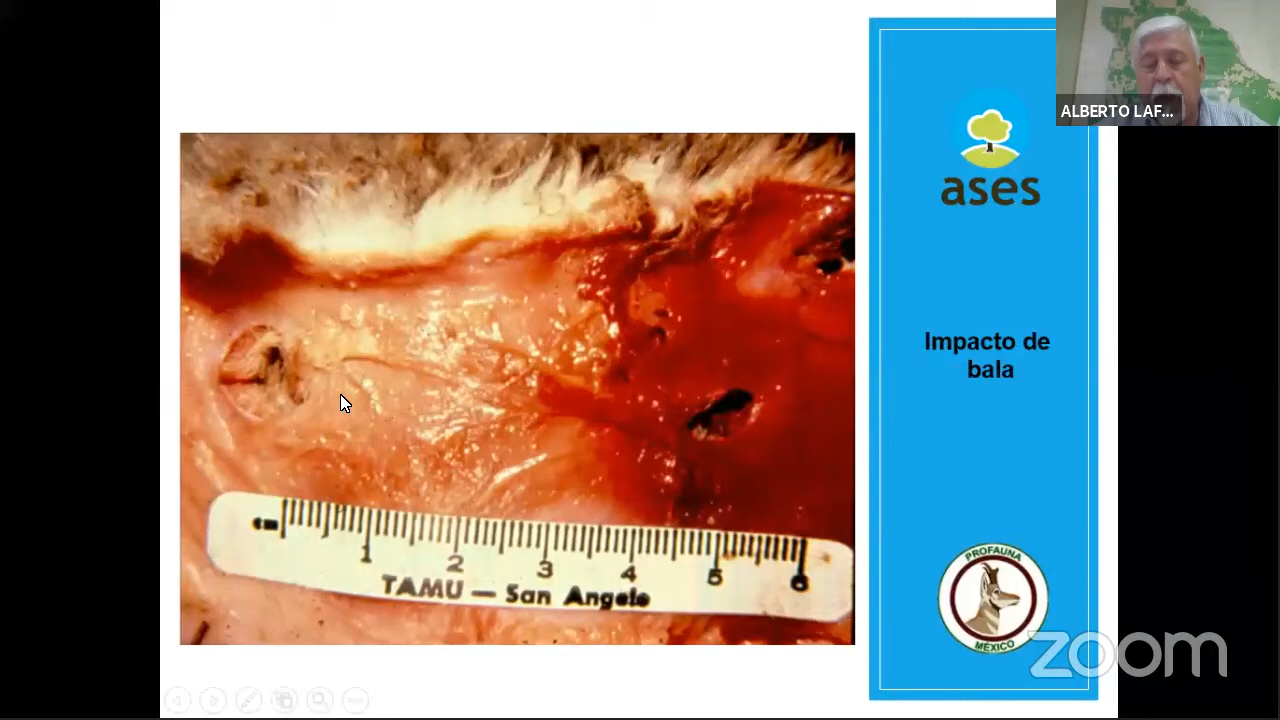 ALBERTO LAF...
ases
Impacto de
bala
cm
1 2 3 4 5 6
TAMU — San Angelo
PROFAUNA
MÉXICO
zoom